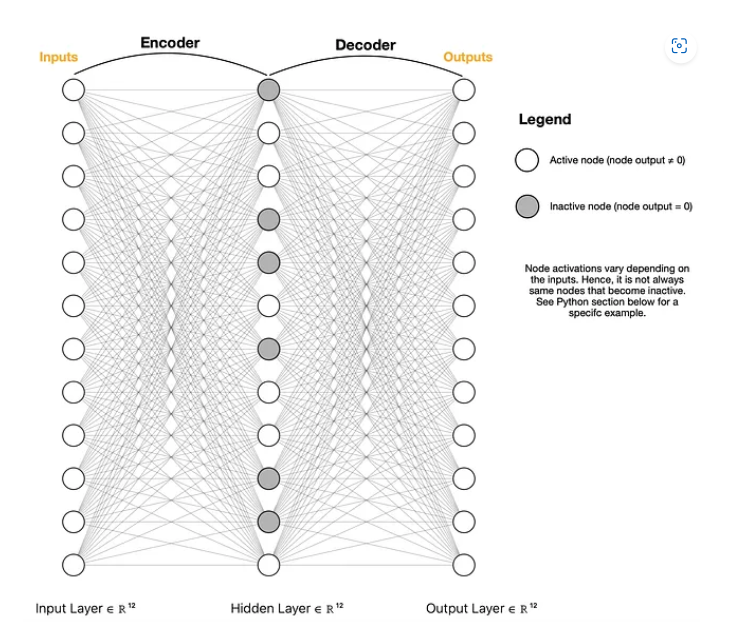 Encoder
Decoder
Inputs
Outputs
Legend
Active node (node output ≠ 0)
Inactive node (node output = 0)
Node activations vary depending on
the inputs. Hence, it is not always
same nodes that become inactive.
See Python section below for a
specifc example.
Input Layer ∈ ℝ¹²
Hidden Layer ∈ ℝ¹²
Output Layer ∈ ℝ¹²